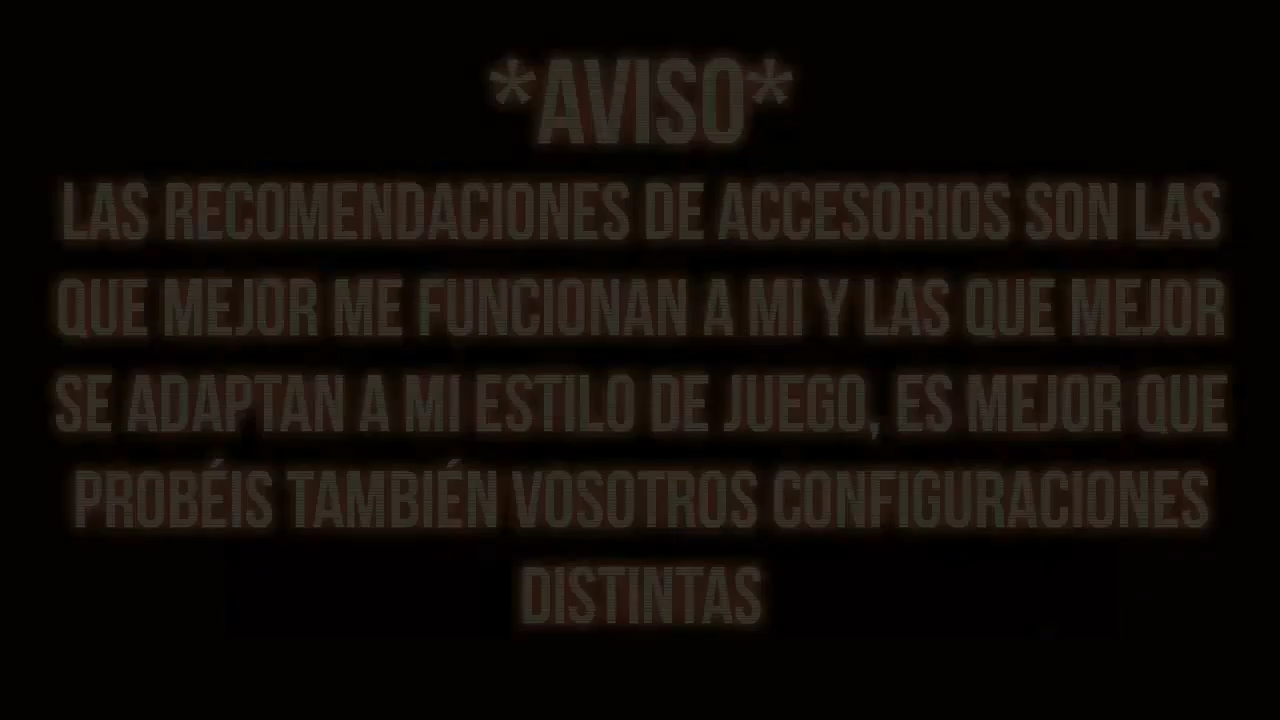 *AVISO*
LAS RECOMENDACIONES DE ACCESORIOS SON LAS
QUE MEJOR ME FUNCIONAN A MI Y LAS QUE MEJOR
SE ADAPTAN A MI ESTILO DE JUEGO, ES MEJOR QUE
PROBÉIS TAMBIÉN VOSOTROS CONFIGURACIONES
DISTINTAS